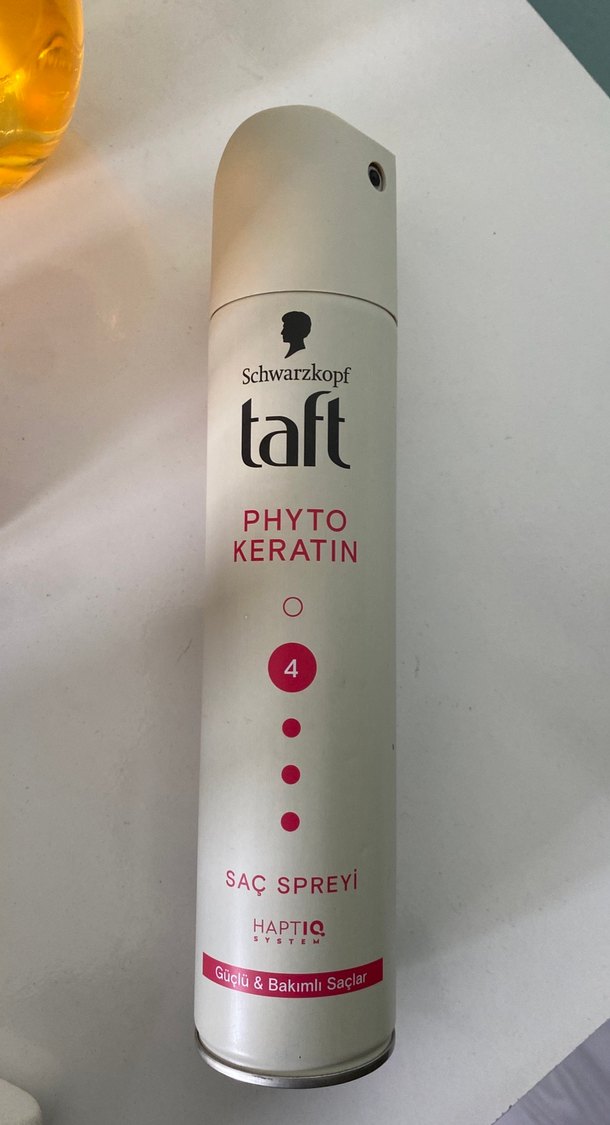 Schwarzkopf
taft
PHYTO
KERATIN
4
SAÇ SPREYİ
HAPTIQ
SYSTEM
Güçlü & Bakımlı Saçlar